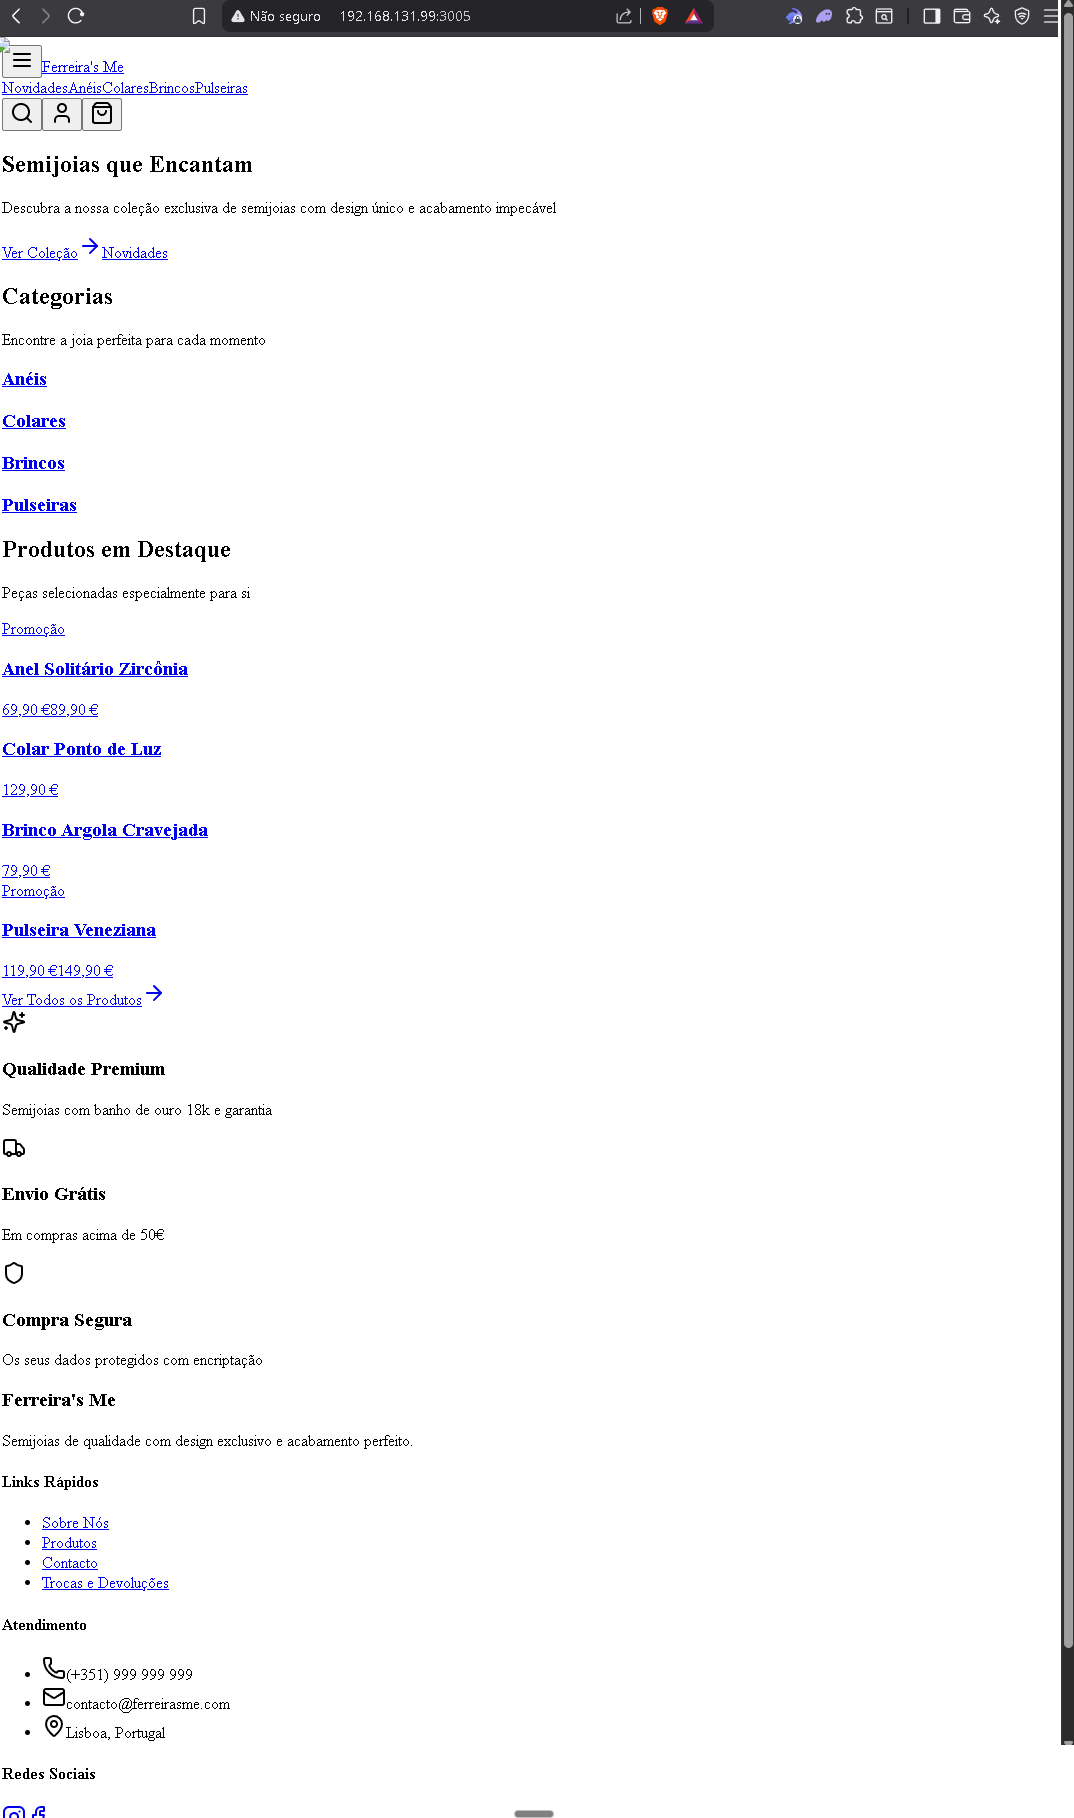 Não seguro 192.168.131.99:3005
Ferreira's Me
NovidadesAnéisColaresBrincosPulseiras
Semijoias que Encantam
Descubra a nossa coleção exclusiva de semijoias com design único e acabamento impecável
Ver Coleção Novidades
Categorias
Encontre a joia perfeita para cada momento
Anéis
Colares
Brincos
Pulseiras
Produtos em Destaque
Peças selecionadas especialmente para si
Promoção
Anel Solitário Zircônia
69,90 €89,90 €
Colar Ponto de Luz
129,90 €
Brinco Argola Cravejada
79,90 €
Promoção
Pulseira Veneziana
119,90 €149,90 €
Ver Todos os Produtos
Qualidade Premium
Semijoias com banho de ouro 18k e garantia
Envio Grátis
Em compras acima de 50€
Compra Segura
Os seus dados protegidos com encriptação
Ferreira's Me
Semijoias de qualidade com design exclusivo e acabamento perfeito.
Links Rápidos
Sobre Nós
Produtos
Contacto
Trocas e Devoluções
Atendimento
(+351) 999 999 999
contacto@ferreirasme.com
Lisboa, Portugal
Redes Sociais